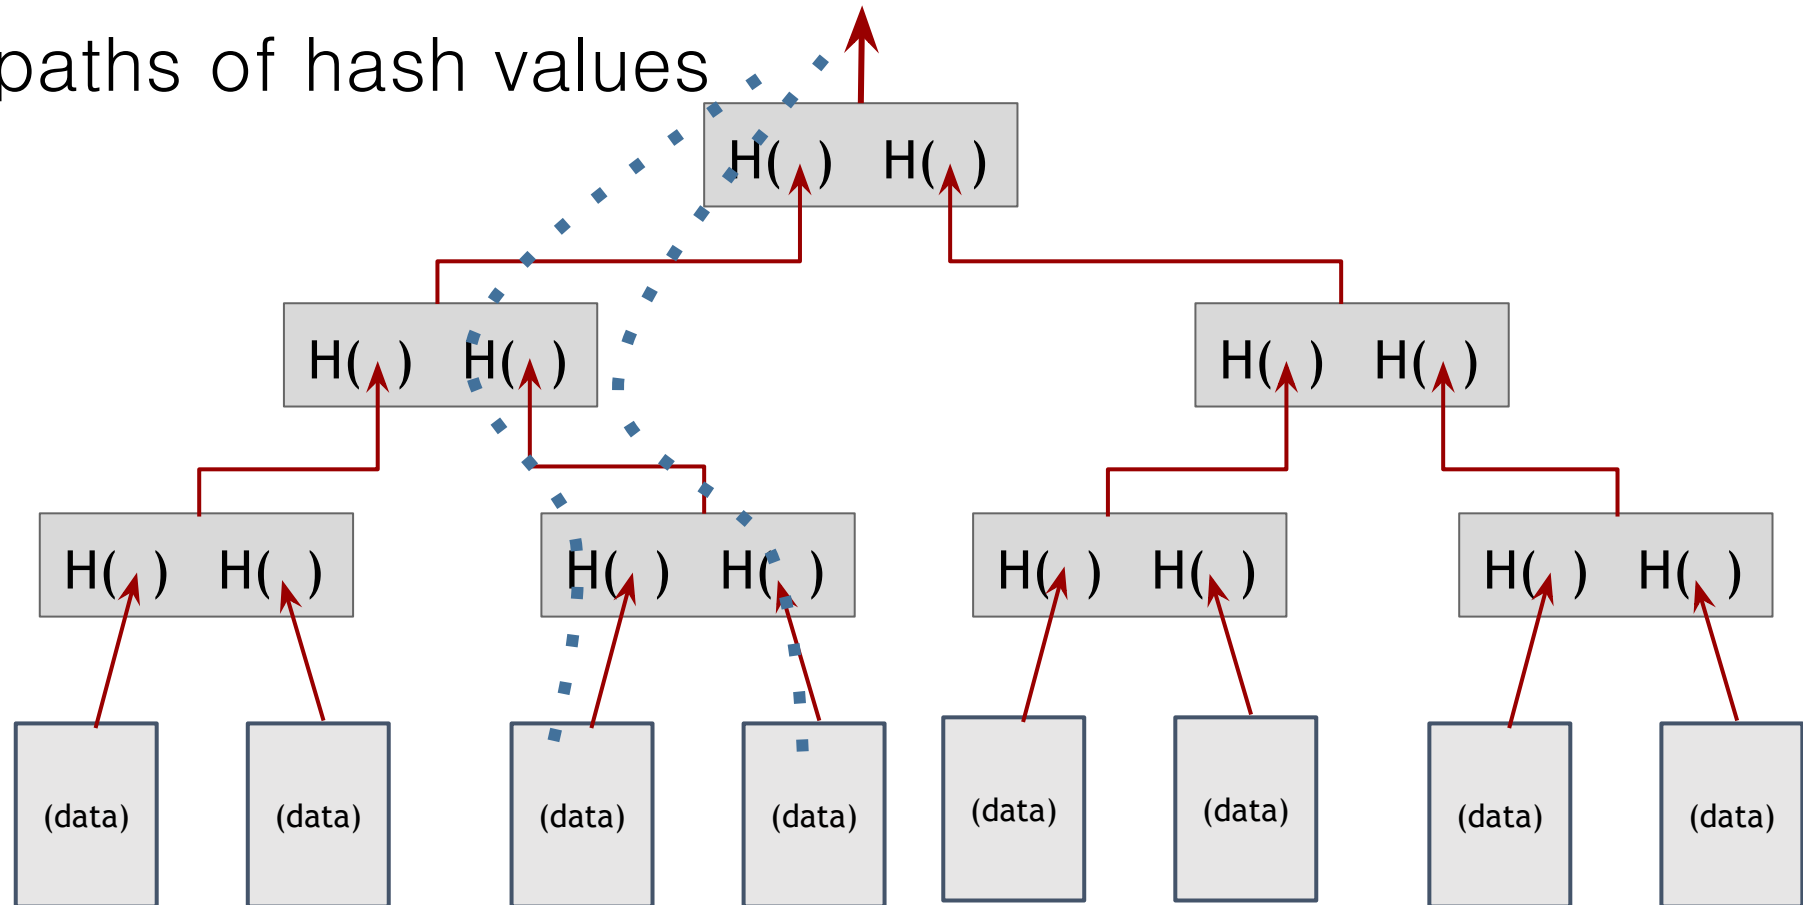 paths of hash values
H( ) H( )
H( ) H( ) H( ) H( )
H( ) H( ) H( ) H( ) H( ) H( ) H( ) H( )
(data) (data) (data) (data) (data) (data) (data) (data)